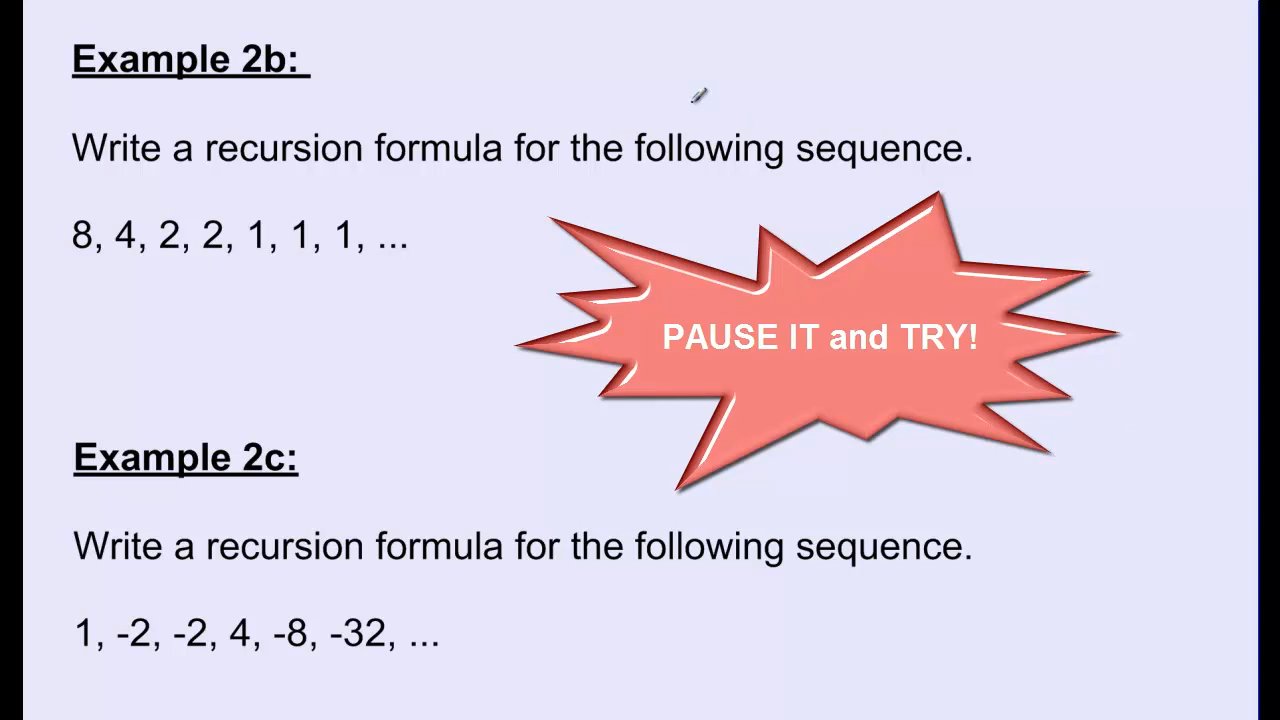 Example 2b:
Write a recursion formula for the following sequence.
8, 4, 2, 2, 1, 1, 1, ...
PAUSE IT and TRY!
Example 2c:
Write a recursion formula for the following sequence.
1, -2, -2, 4, -8, -32, ...